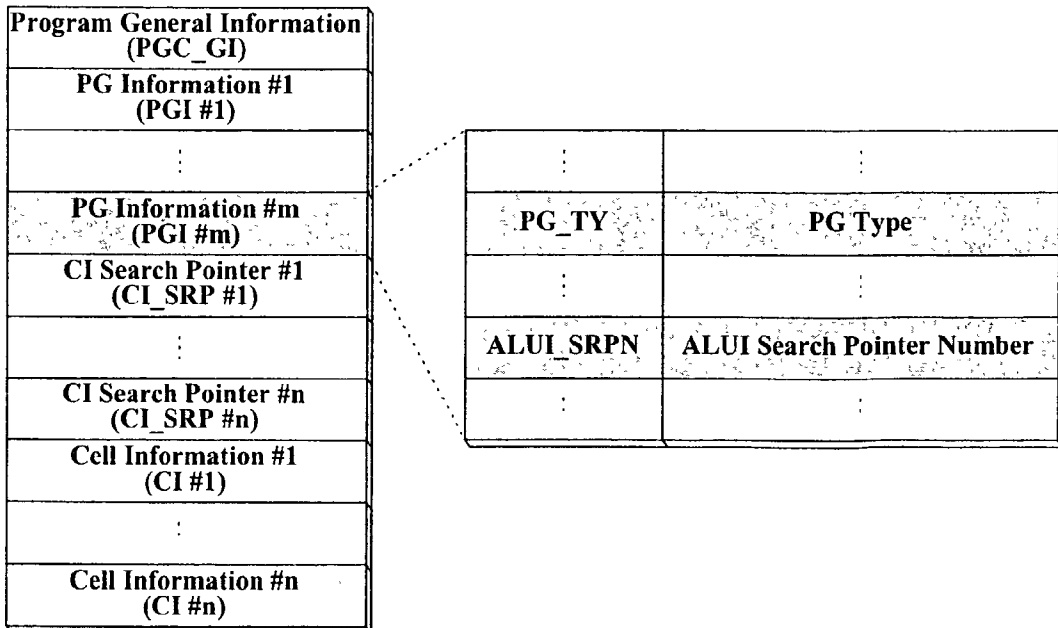 Program General Information
(PGC_GI)
PG Information #1
(PGI #1)
⋮
PG Information #m
(PGI #m)
CI Search Pointer #1
(CI_SRP #1)
⋮
CI Search Pointer #n
(CI_SRP #n)
Cell Information #1
(CI #1)
⋮
Cell Information #n
(CI #n)
⋮ ⋮
PG_TY PG Type
⋮ ⋮
ALUI_SRPN ALUI Search Pointer Number
⋮ ⋮